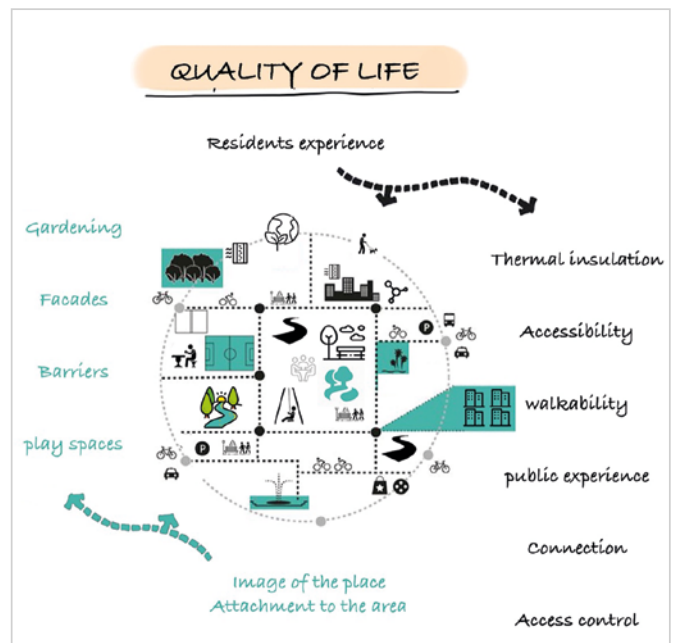 QUALITY OF LIFE
Residents experience
Gardening
Facades
Barriers
play spaces
Thermal insulation
Accessibility
walkability
public experience
Connection
Access control
P
P
Image of the place
Attachment to the area